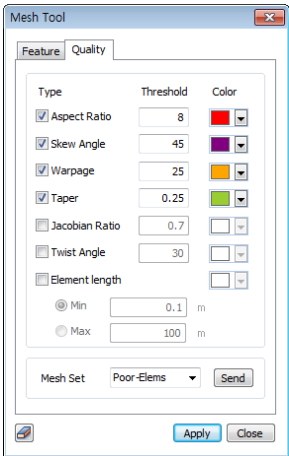 Mesh Tool
Feature Quality
Type Threshold Color
Aspect Ratio 8
Skew Angle 45
Warpage 25
Taper 0.25
Jacobian Ratio 0.7
Twist Angle 30
Element length
Min 0.1 m
Max 100 m
Mesh Set Poor-Elems Send
Apply Close